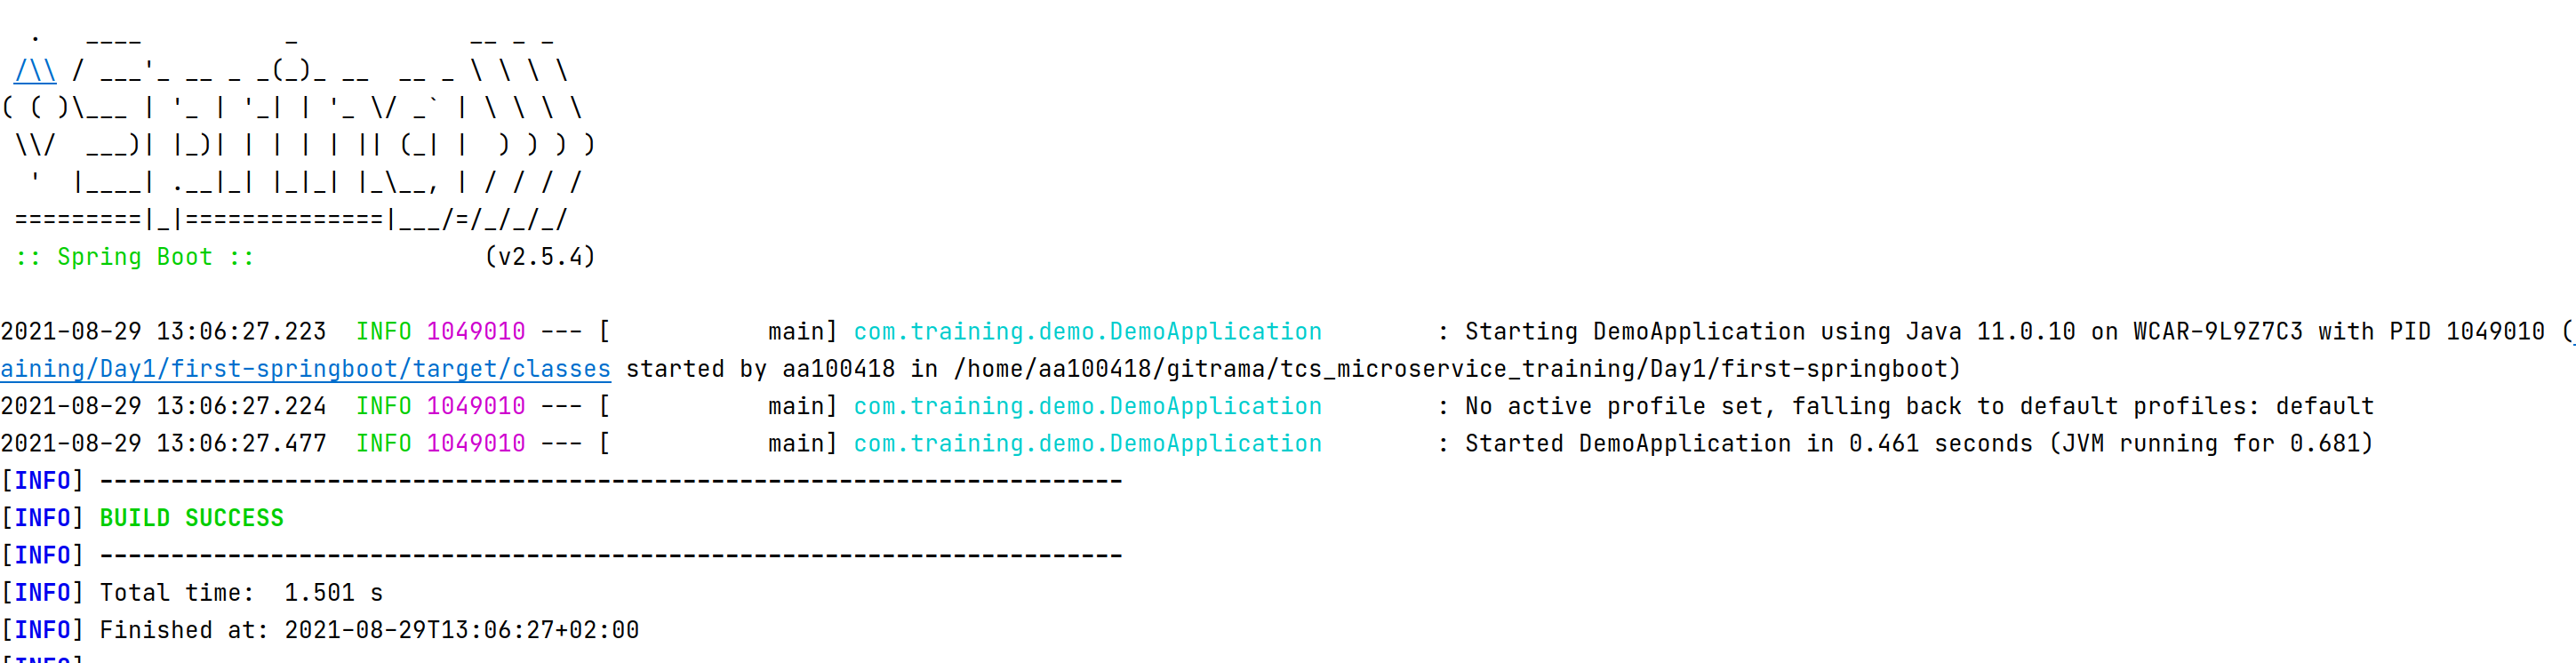 .   ____          _            __ _ _
 /\\ / ___'_ __ _ _(_)_ __  __ _ \ \ \ \
( ( )\___ | '_ | '_| | '_ \/ _` | \ \ \ \
 \\/  ___)| |_)| | | | | || (_| |  ) ) ) )
  '  |____| .__|_| |_|_| |_\__, | / / / /
 =========|_|==============|___/=/_/_/_/
 :: Spring Boot ::                (v2.5.4)
2021-08-29 13:06:27.223  INFO 1049010 --- [           main] com.training.demo.DemoApplication        : Starting DemoApplication using Java 11.0.10 on WCAR-9L9Z7C3 with PID 1049010 (
aining/Day1/first-springboot/target/classes started by aa100418 in /home/aa100418/gitrama/tcs_microservice_training/Day1/first-springboot)
2021-08-29 13:06:27.224  INFO 1049010 --- [           main] com.training.demo.DemoApplication        : No active profile set, falling back to default profiles: default
2021-08-29 13:06:27.477  INFO 1049010 --- [           main] com.training.demo.DemoApplication        : Started DemoApplication in 0.461 seconds (JVM running for 0.681)
[INFO] ------------------------------------------------------------------------
[INFO] BUILD SUCCESS
[INFO] ------------------------------------------------------------------------
[INFO] Total time:  1.501 s
[INFO] Finished at: 2021-08-29T13:06:27+02:00
[INFO]